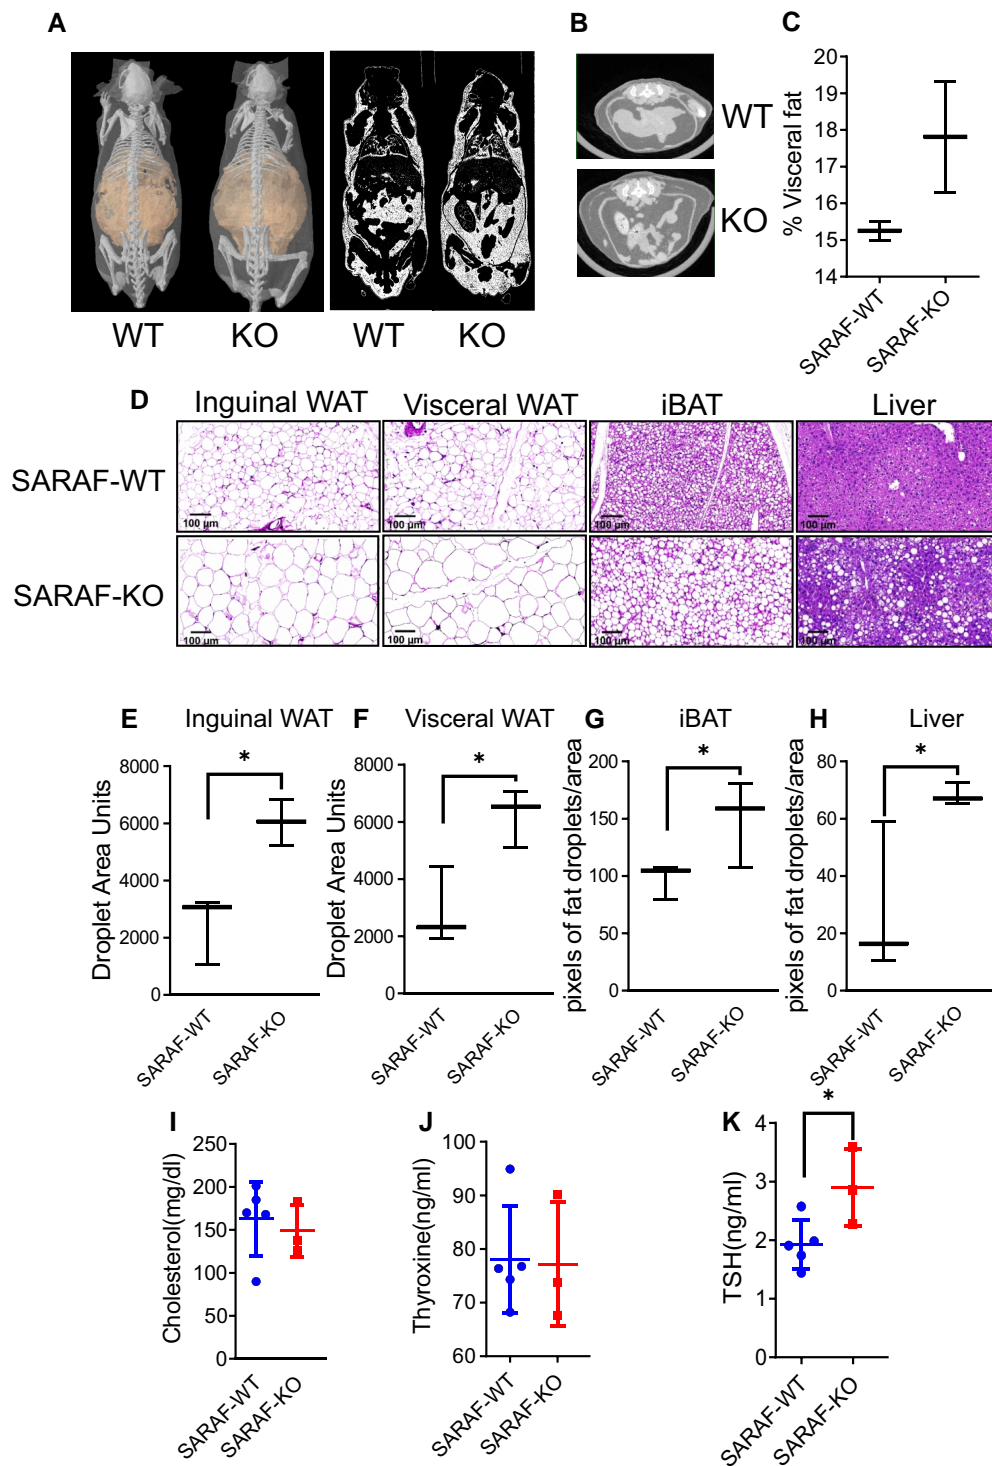 A
B
C
WT
KO
WT
KO
WT
KO
% Visceral fat
20
19
18
17
16
15
14
SARAF-WT
SARAF-KO
D
Inguinal WAT
Visceral WAT
iBAT
Liver
SARAF-WT
100 µm
100 µm
100 µm
100 µm
SARAF-KO
100 µm
100 µm
100 µm
100 µm
E
Inguinal WAT
*
Droplet Area Units
8000
6000
4000
2000
0
SARAF-WT
SARAF-KO
F
Visceral WAT
*
Droplet Area Units
8000
6000
4000
2000
0
SARAF-WT
SARAF-KO
G
iBAT
*
pixels of fat droplets/area
200
150
100
50
0
SARAF-WT
SARAF-KO
H
Liver
*
pixels of fat droplets/area
80
60
40
20
0
SARAF-WT
SARAF-KO
I
Cholesterol(mg/dl)
250
200
150
100
50
0
SARAF-WT
SARAF-KO
J
Thyroxine(ng/ml)
100
90
80
70
60
SARAF-WT
SARAF-KO
K
*
TSH(ng/ml)
4
3
2
1
0
SARAF-WT
SARAF-KO